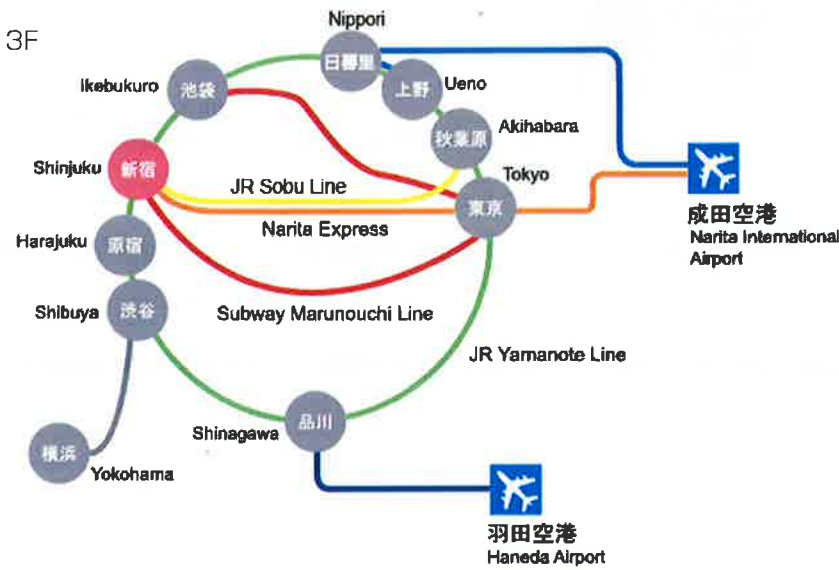 3F
Nippori
日暮里
Ikebukuro
池袋
上野
Ueno
秋葉原
Akihabara
Shinjuku
新宿
JR Sobu Line
Tokyo
東京
Narita Express
成田空港
Narita International
Airport
Harajuku
原宿
Shibuya
渋谷
Subway Marunouchi Line
JR Yamanote Line
Shinagawa
品川
横浜
Yokohama
羽田空港
Haneda Airport